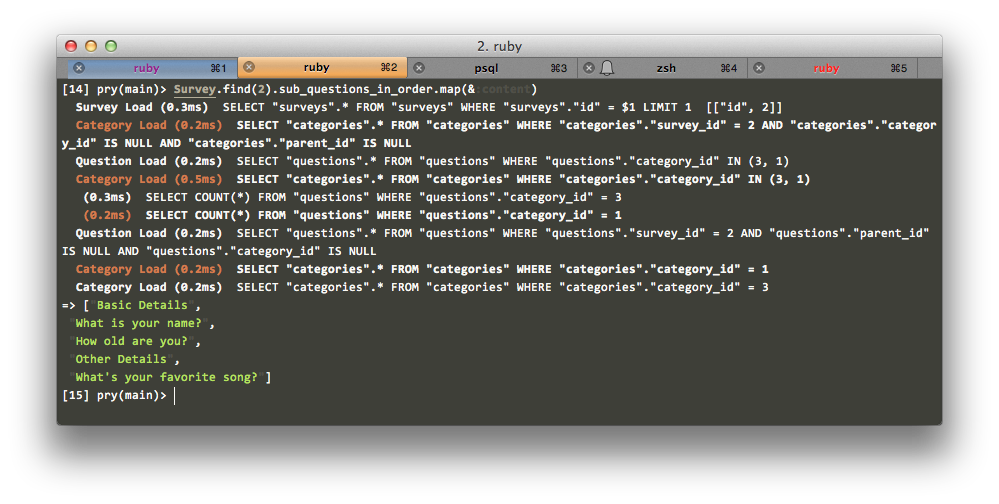 2. ruby
ruby ⌘1 ruby ⌘2 psql ⌘3 zsh ⌘4 ruby ⌘5
[14] pry(main)> Survey.find(2).sub_questions_in_order.map(&:content)
Survey Load (0.3ms)  SELECT "surveys".* FROM "surveys" WHERE "surveys"."id" = $1 LIMIT 1  [["id", 2]]
Category Load (0.2ms)  SELECT "categories".* FROM "categories" WHERE "categories"."survey_id" = 2 AND "categories"."categor
y_id" IS NULL AND "categories"."parent_id" IS NULL
Question Load (0.2ms)  SELECT "questions".* FROM "questions" WHERE "questions"."category_id" IN (3, 1)
Category Load (0.5ms)  SELECT "categories".* FROM "categories" WHERE "categories"."category_id" IN (3, 1)
(0.3ms)  SELECT COUNT(*) FROM "questions" WHERE "questions"."category_id" = 3
(0.2ms)  SELECT COUNT(*) FROM "questions" WHERE "questions"."category_id" = 1
Question Load (0.2ms)  SELECT "questions".* FROM "questions" WHERE "questions"."survey_id" = 2 AND "questions"."parent_id"
IS NULL AND "questions"."category_id" IS NULL
Category Load (0.2ms)  SELECT "categories".* FROM "categories" WHERE "categories"."category_id" = 1
Category Load (0.2ms)  SELECT "categories".* FROM "categories" WHERE "categories"."category_id" = 3
=> ["Basic Details",
"What is your name?",
"How old are you?",
"Other Details",
"What's your favorite song?"]
[15] pry(main)>